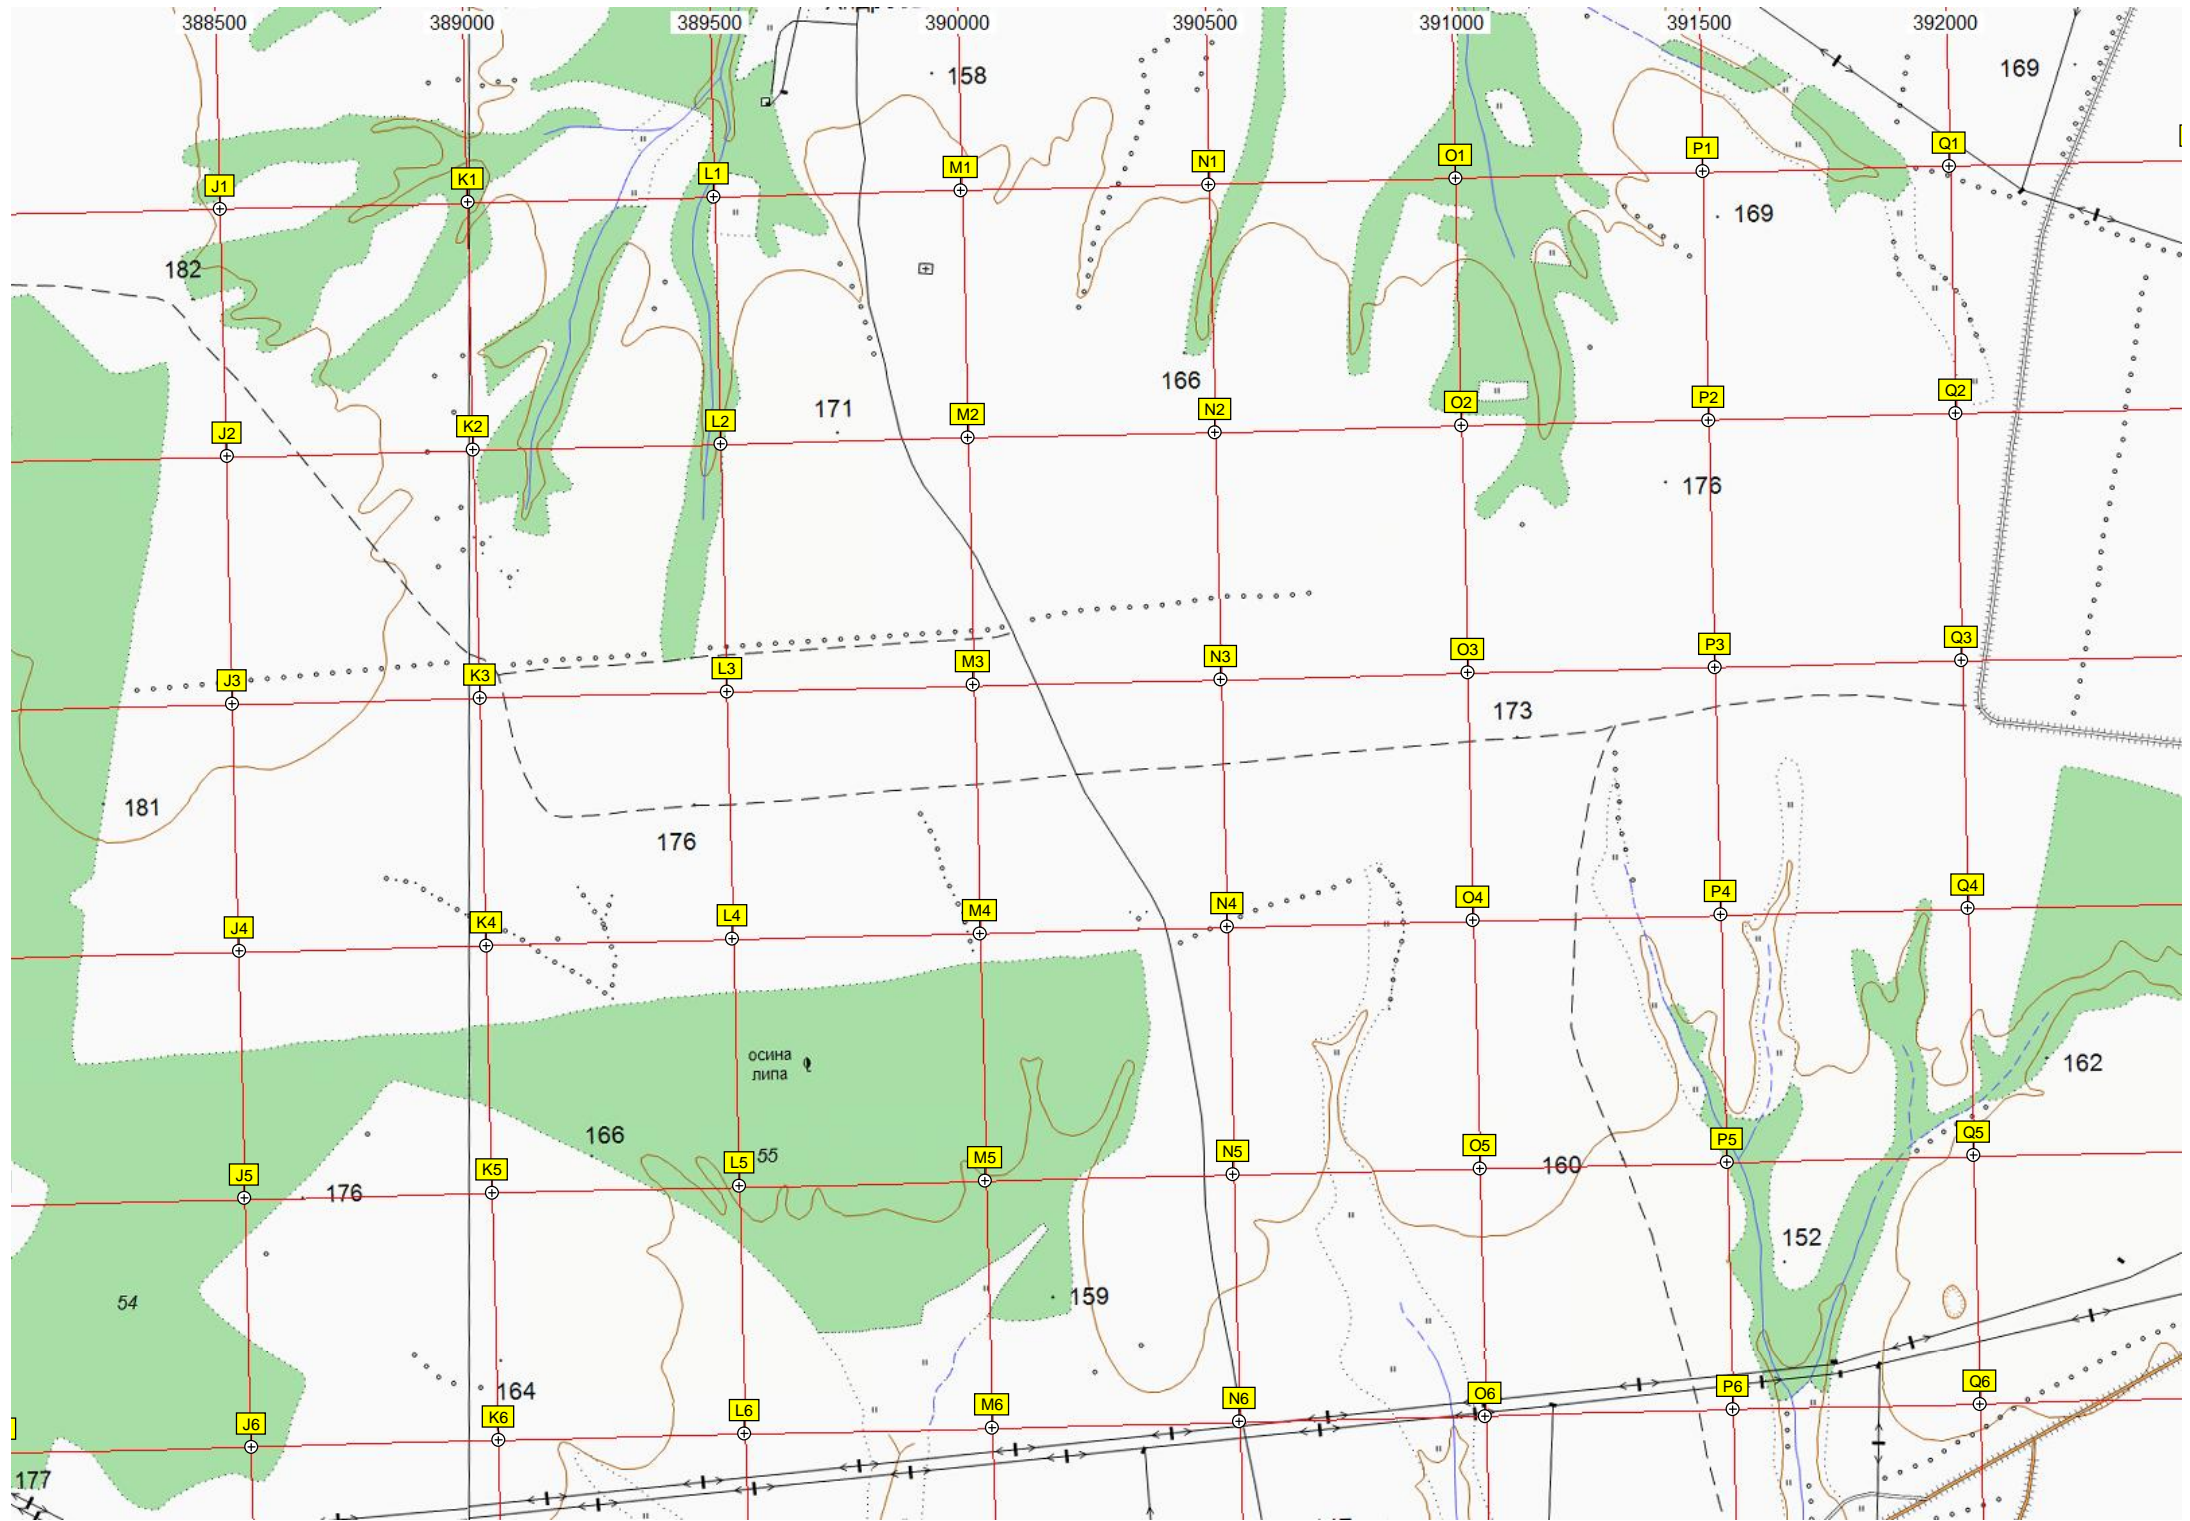 388500 389000 389500 390000 390500 391000 391500 392000
158
169
J1 K1 L1 M1 N1 O1 P1 Q1
169
182
166
171
J2 K2 L2 M2 N2 O2 P2 Q2
176
J3 K3 L3 M3 N3 O3 P3 Q3
173
181
176
J4 K4 L4 M4 N4 O4 P4 Q4
осина
липа
162
166
55
J5 K5 L5 M5 N5 O5 P5 Q5
176
160
152
54
159
164
J6 K6 L6 M6 N6 O6 P6 Q6
177